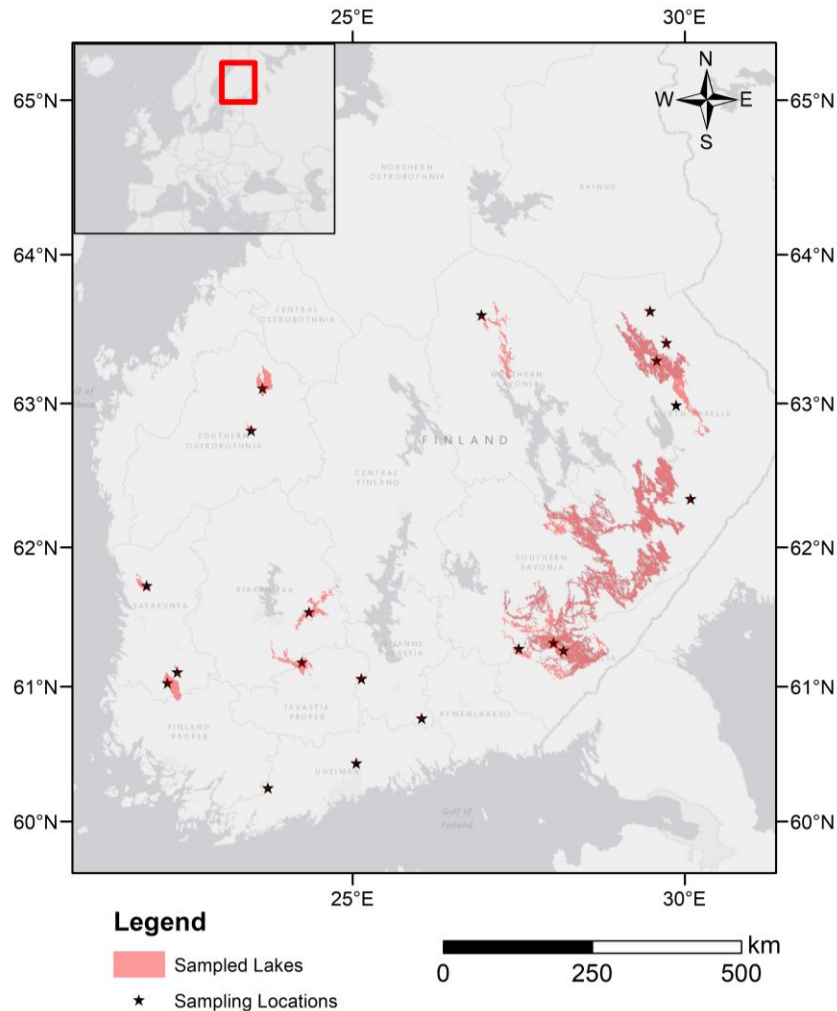 25°E 30°E
N
W E
S
65°N 65°N
NORTHERN
OSTROBOTHNIA
KAINUU
64°N 64°N
CENTRAL
OSTROBOTHNIA
NORTHERN
SAVONIA
63°N 63°N
SOUTHERN
OSTROBOTHNIA
FINLAND
CENTRAL
FINLAND
62°N 62°N
SOUTHERN
SAVONIA
SATAKUNTA
61°N 61°N
TAVASTIA
PROPER
KYMENLAAKSO
FINLAND
PROPER
UUSIMAA
60°N 60°N
Gulf of
Finland
25°E 30°E
Legend
Sampled Lakes
Sampling Locations
km
0 250 500